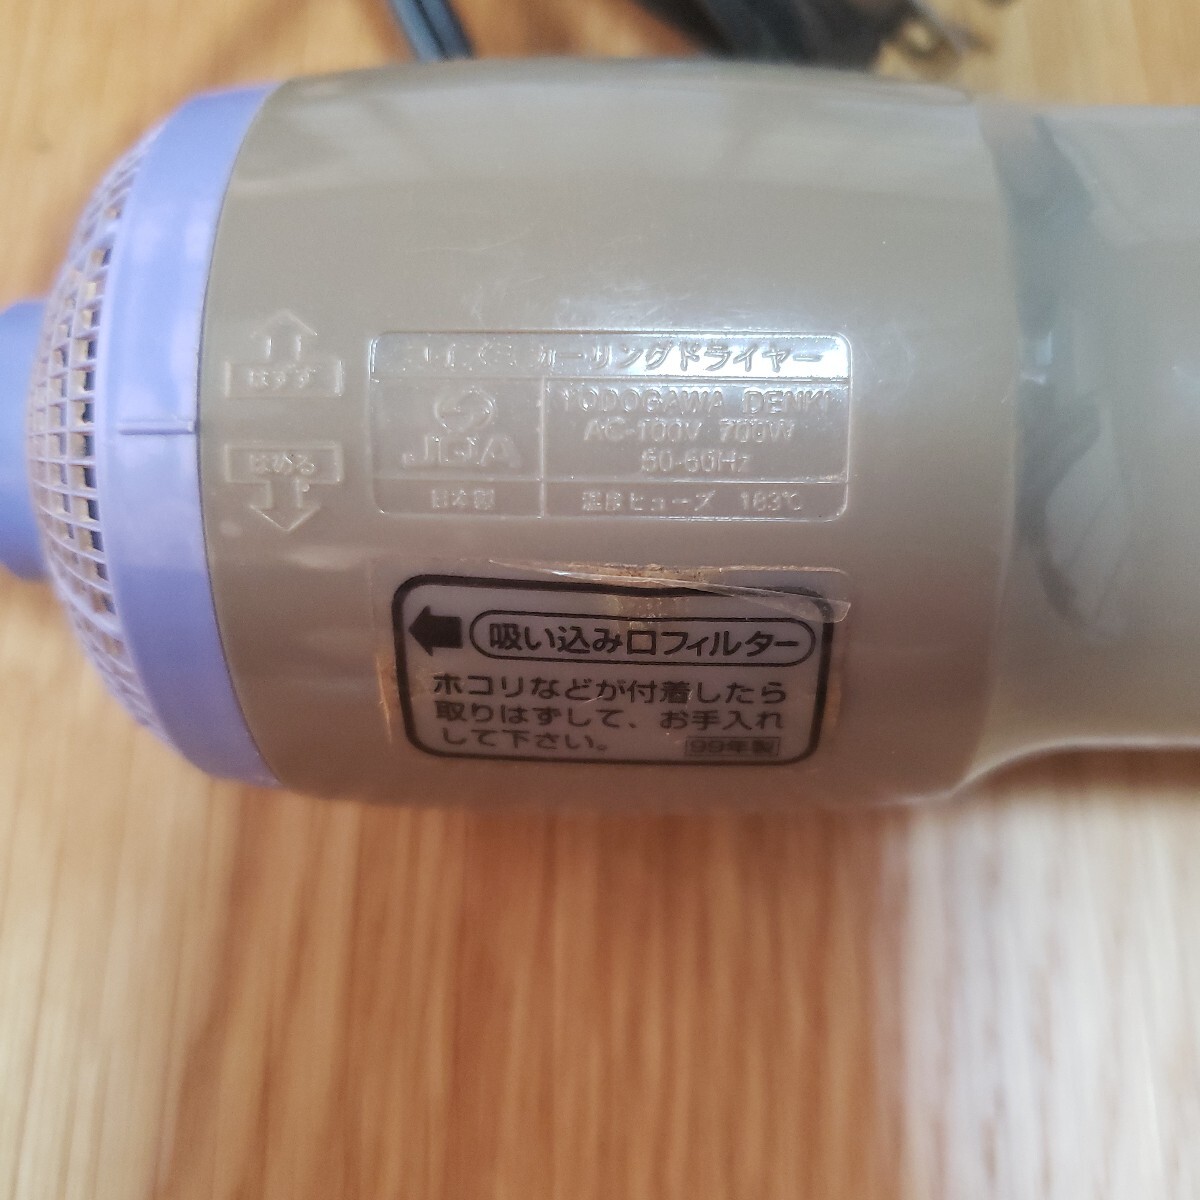 はずす
はめる
カーリングドライヤー
YODOGAWA DENKI
AC-100V 700W
50-60Hz
日本製
温度ヒューズ 183℃
吸い込み口フィルター
ホコリなどが付着したら
取りはずして、お手入れ
して下さい。
99年製